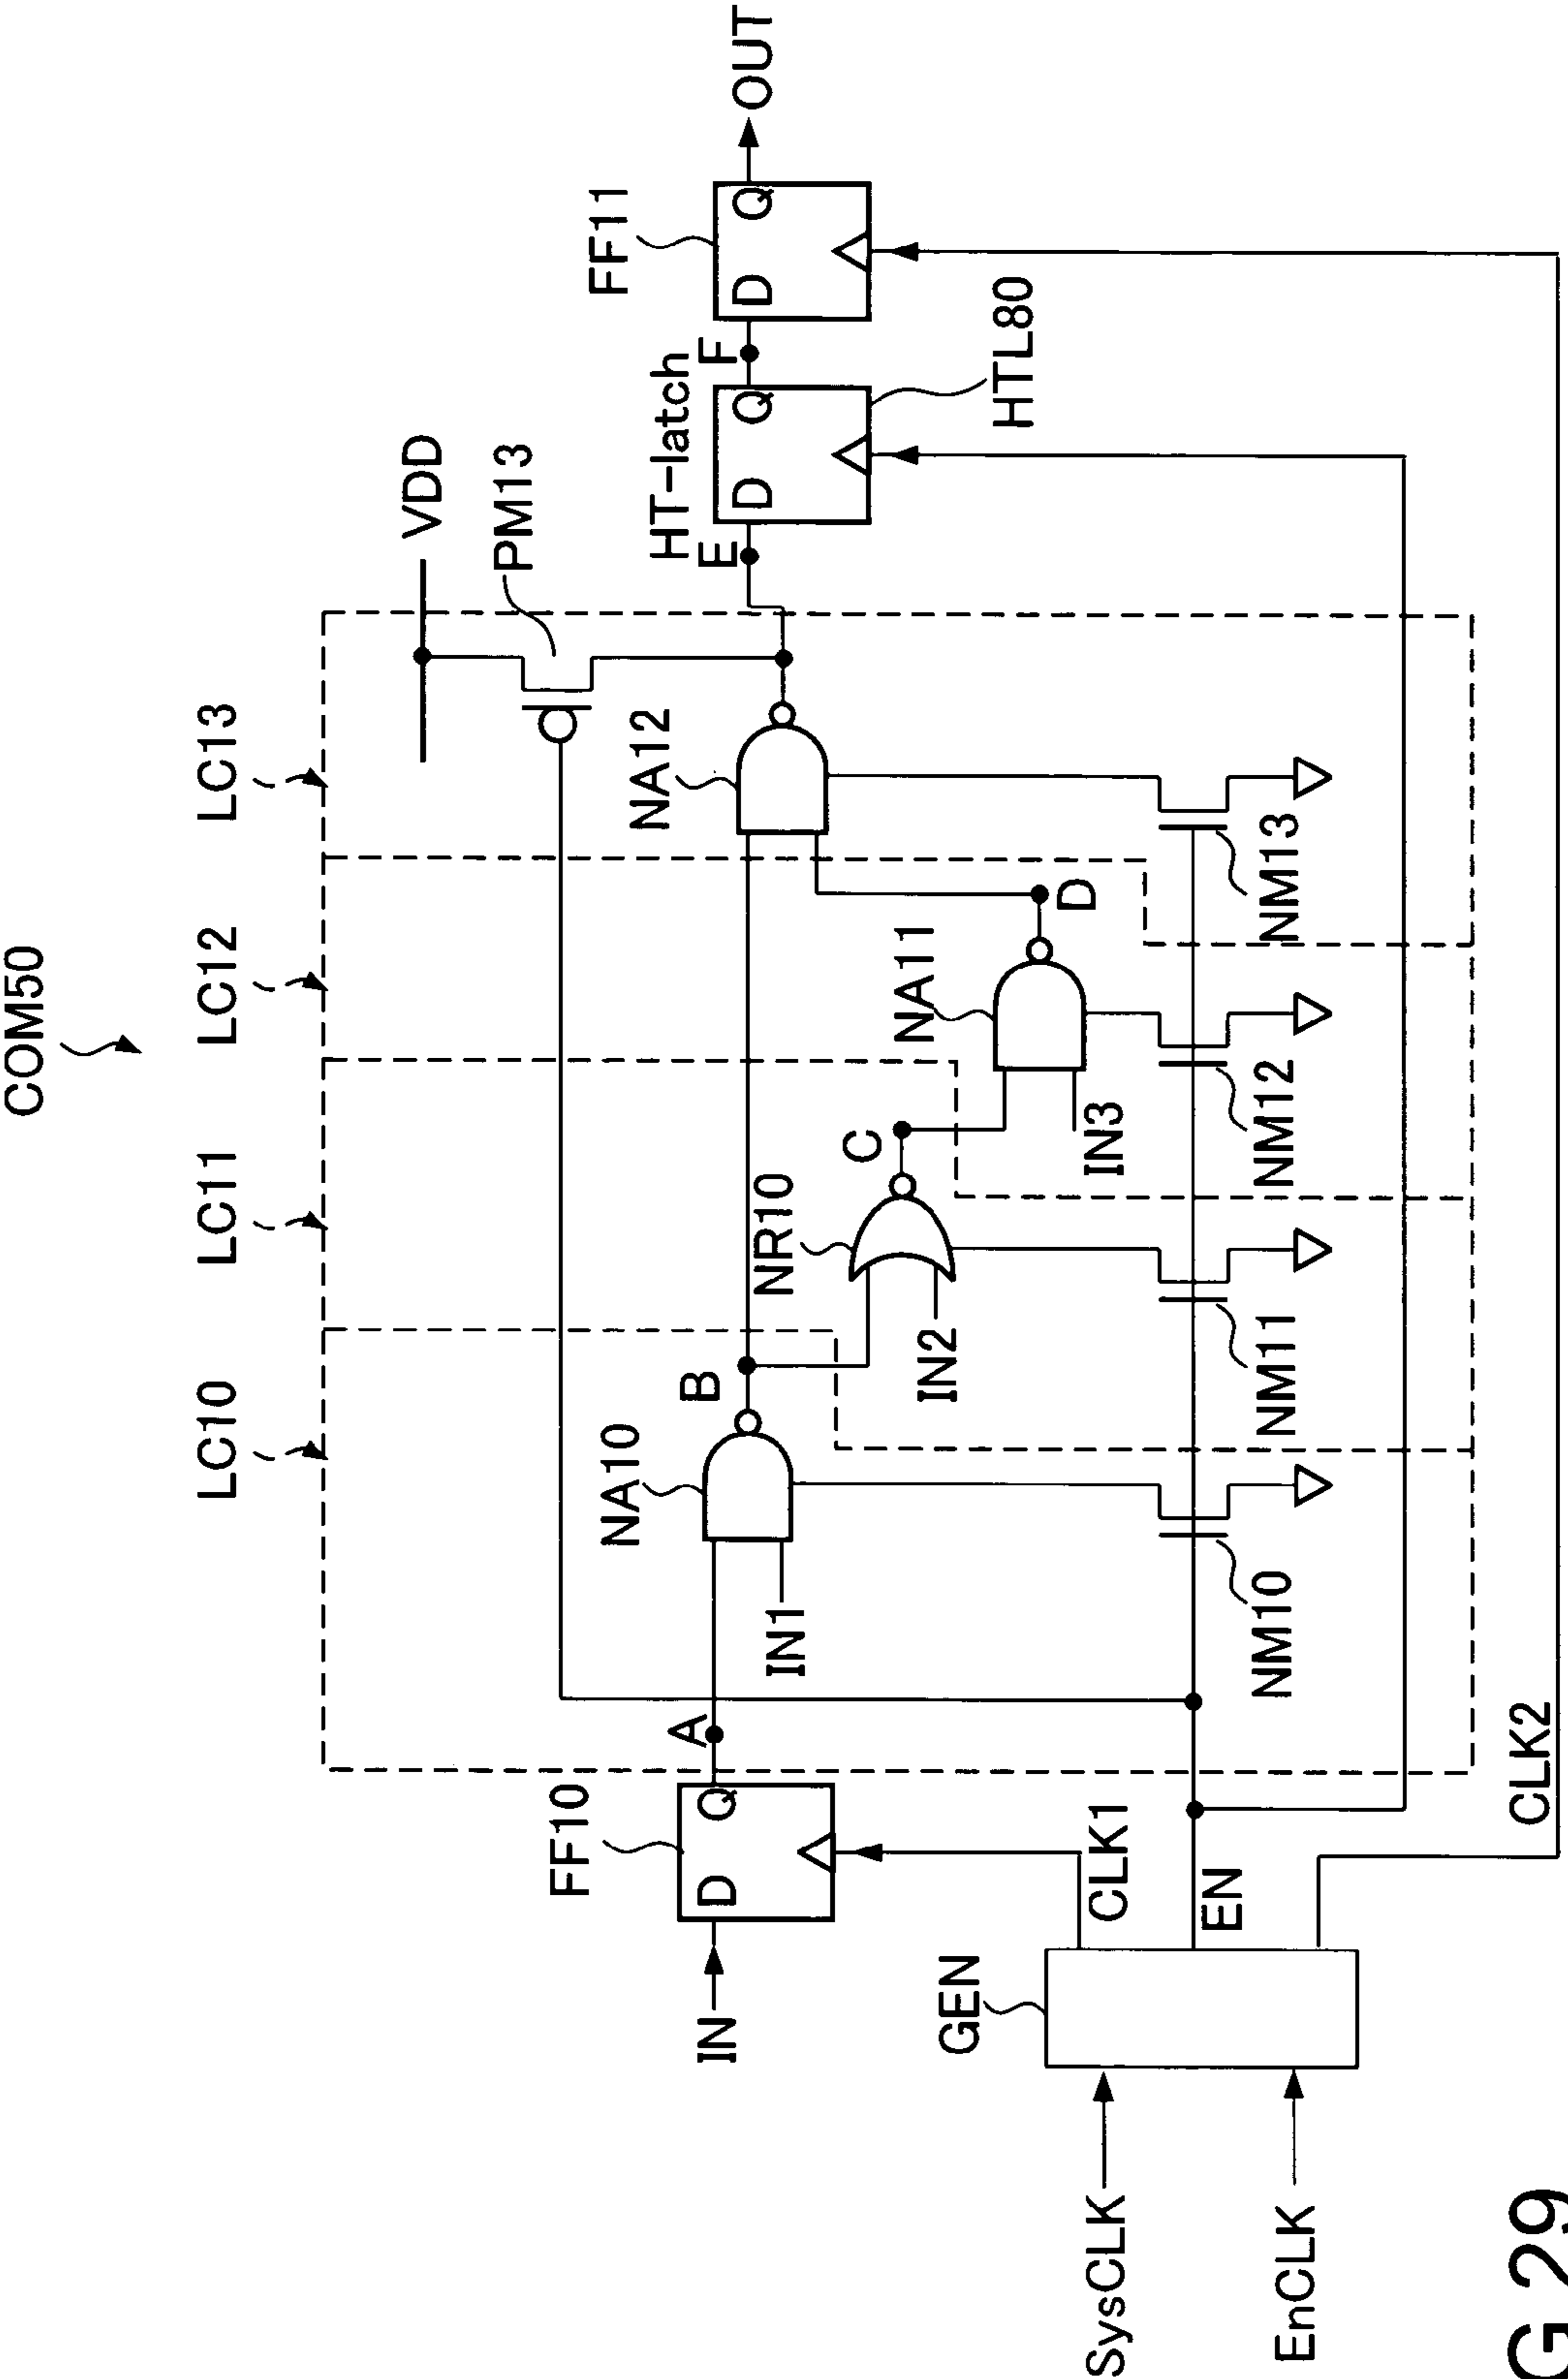 COM50
LC10
LC11
LC12
LC13
VDD
PM13
NA10
NA12
HT-latch
FF10
FF11
IN
D
Q
A
IN1
B
E
D
Q
F
D
Q
OUT
NR10
IN2
C
NA11
IN3
D
HTL80
GEN
SysCLK
EnCLK
CLK1
EN
NM10
NM11
NM12
NM13
CLK2
G 29